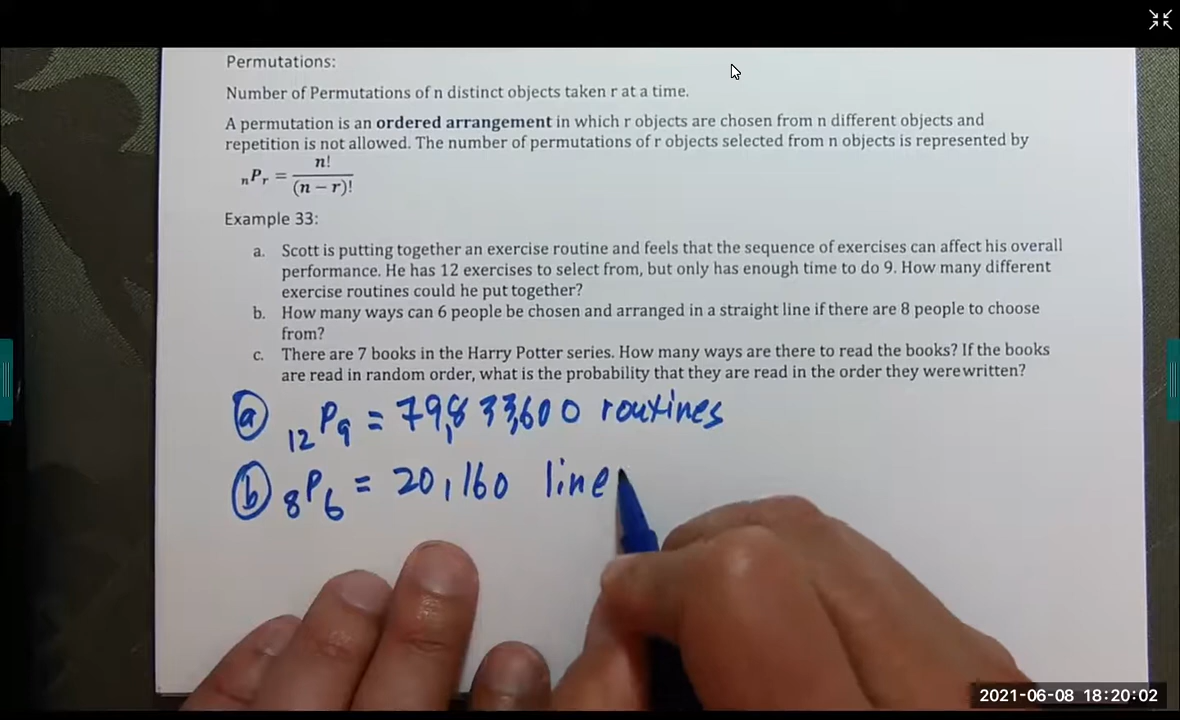 Permutations:
Number of Permutations of n distinct objects taken r at a time.
A permutation is an ordered arrangement in which r objects are chosen from n different objects and
repetition is not allowed. The number of permutations of r objects selected from n objects is represented by
nPr = n! / (n − r)!
Example 33:
a. Scott is putting together an exercise routine and feels that the sequence of exercises can affect his overall
performance. He has 12 exercises to select from, but only has enough time to do 9. How many different
exercise routines could he put together?
b. How many ways can 6 people be chosen and arranged in a straight line if there are 8 people to choose
from?
c. There are 7 books in the Harry Potter series. How many ways are there to read the books? If the books
are read in random order, what is the probability that they are read in the order they were written?
(a) 12P9 = 79,833,600 routines
(b) 8P6 = 20,160 line
2021-06-08 18:20:02